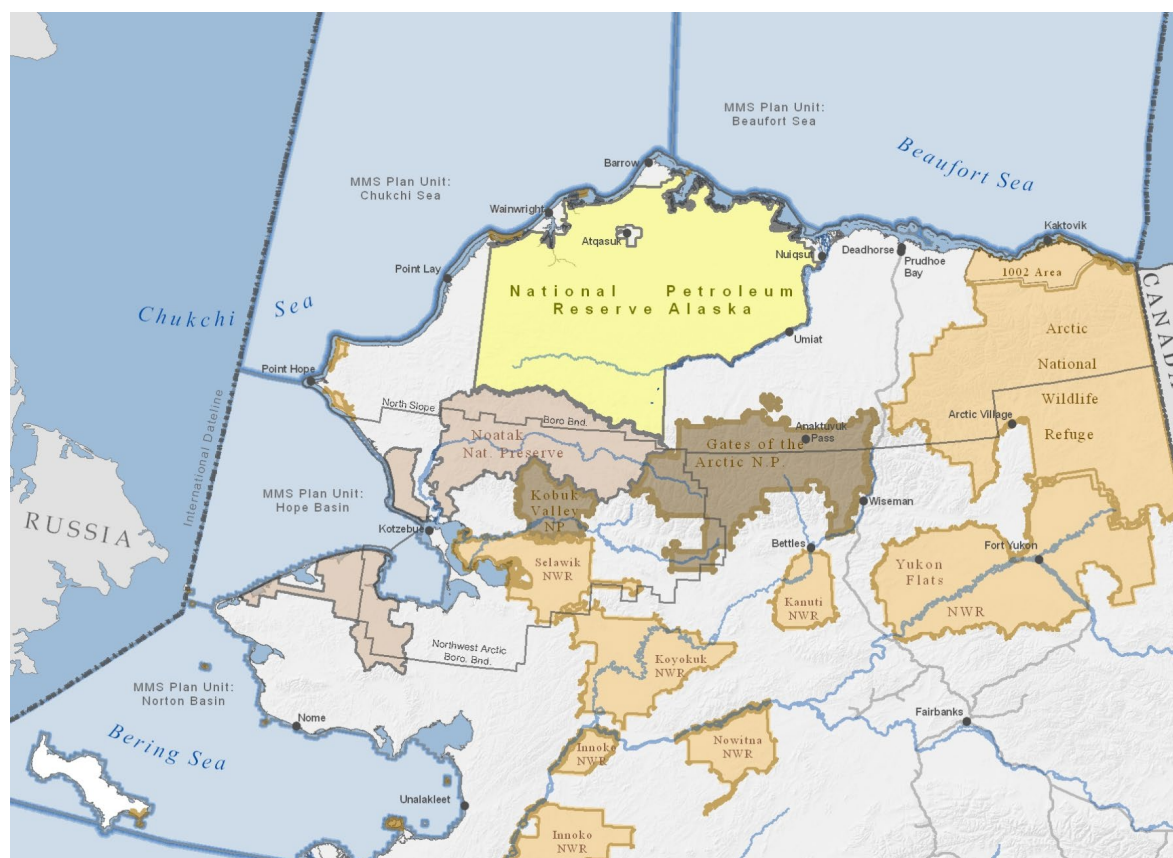 MMS Plan Unit:
Beaufort Sea
Beaufort Sea
Barrow
MMS Plan Unit:
Chukchi Sea
Wainwright
Atqasuk
Kaktovik
Nuiqsut
Deadhorse
Prudhoe
Bay
Point Lay
1002 Area
National Petroleum
Reserve Alaska
Chukchi Sea
CANADA
Arctic
National
Wildlife
Refuge
Umiat
Point Hope
North Slope
Boro Bnd.
Arctic Village
Anaktuvuk
Pass
Noatak
Nat. Preserve
Gates of the
Arctic N.P.
International Dateline
MMS Plan Unit:
Hope Basin
Kobuk
Valley
NP
Wiseman
RUSSIA
Kotzebue
Bettles
Fort Yukon
Selawik
NWR
Yukon
Flats
NWR
Kanuti
NWR
Northwest Arctic
Boro. Bnd.
Koyokuk
NWR
MMS Plan Unit:
Norton Basin
Nome
Fairbanks
Bering Sea
Innoko
NWR
Nowitna
NWR
Unalakleet
Innoko
NWR